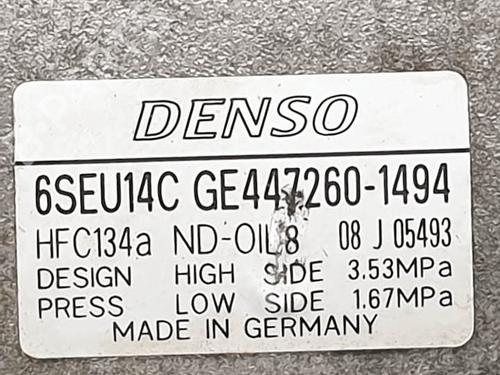 DENSO
6SEU14C GE447260-1494
HFC134a ND-OIL8 08 J 05493
DESIGN HIGH SIDE 3.53MPa
PRESS LOW SIDE 1.67MPa
MADE IN GERMANY